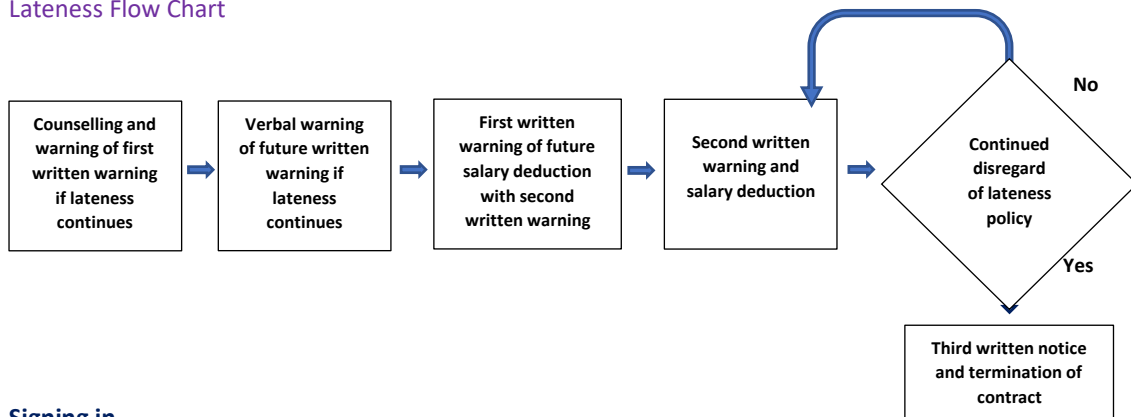 Lateness Flow Chart
Counselling and
warning of first
written warning
if lateness
continues
Verbal warning
of future written
warning if
lateness
continues
First written
warning of future
salary deduction
with second
written warning
Second written
warning and
salary deduction
No
Continued
disregard
of lateness
policy
Yes
Third written notice
and termination of
contract
Signing in